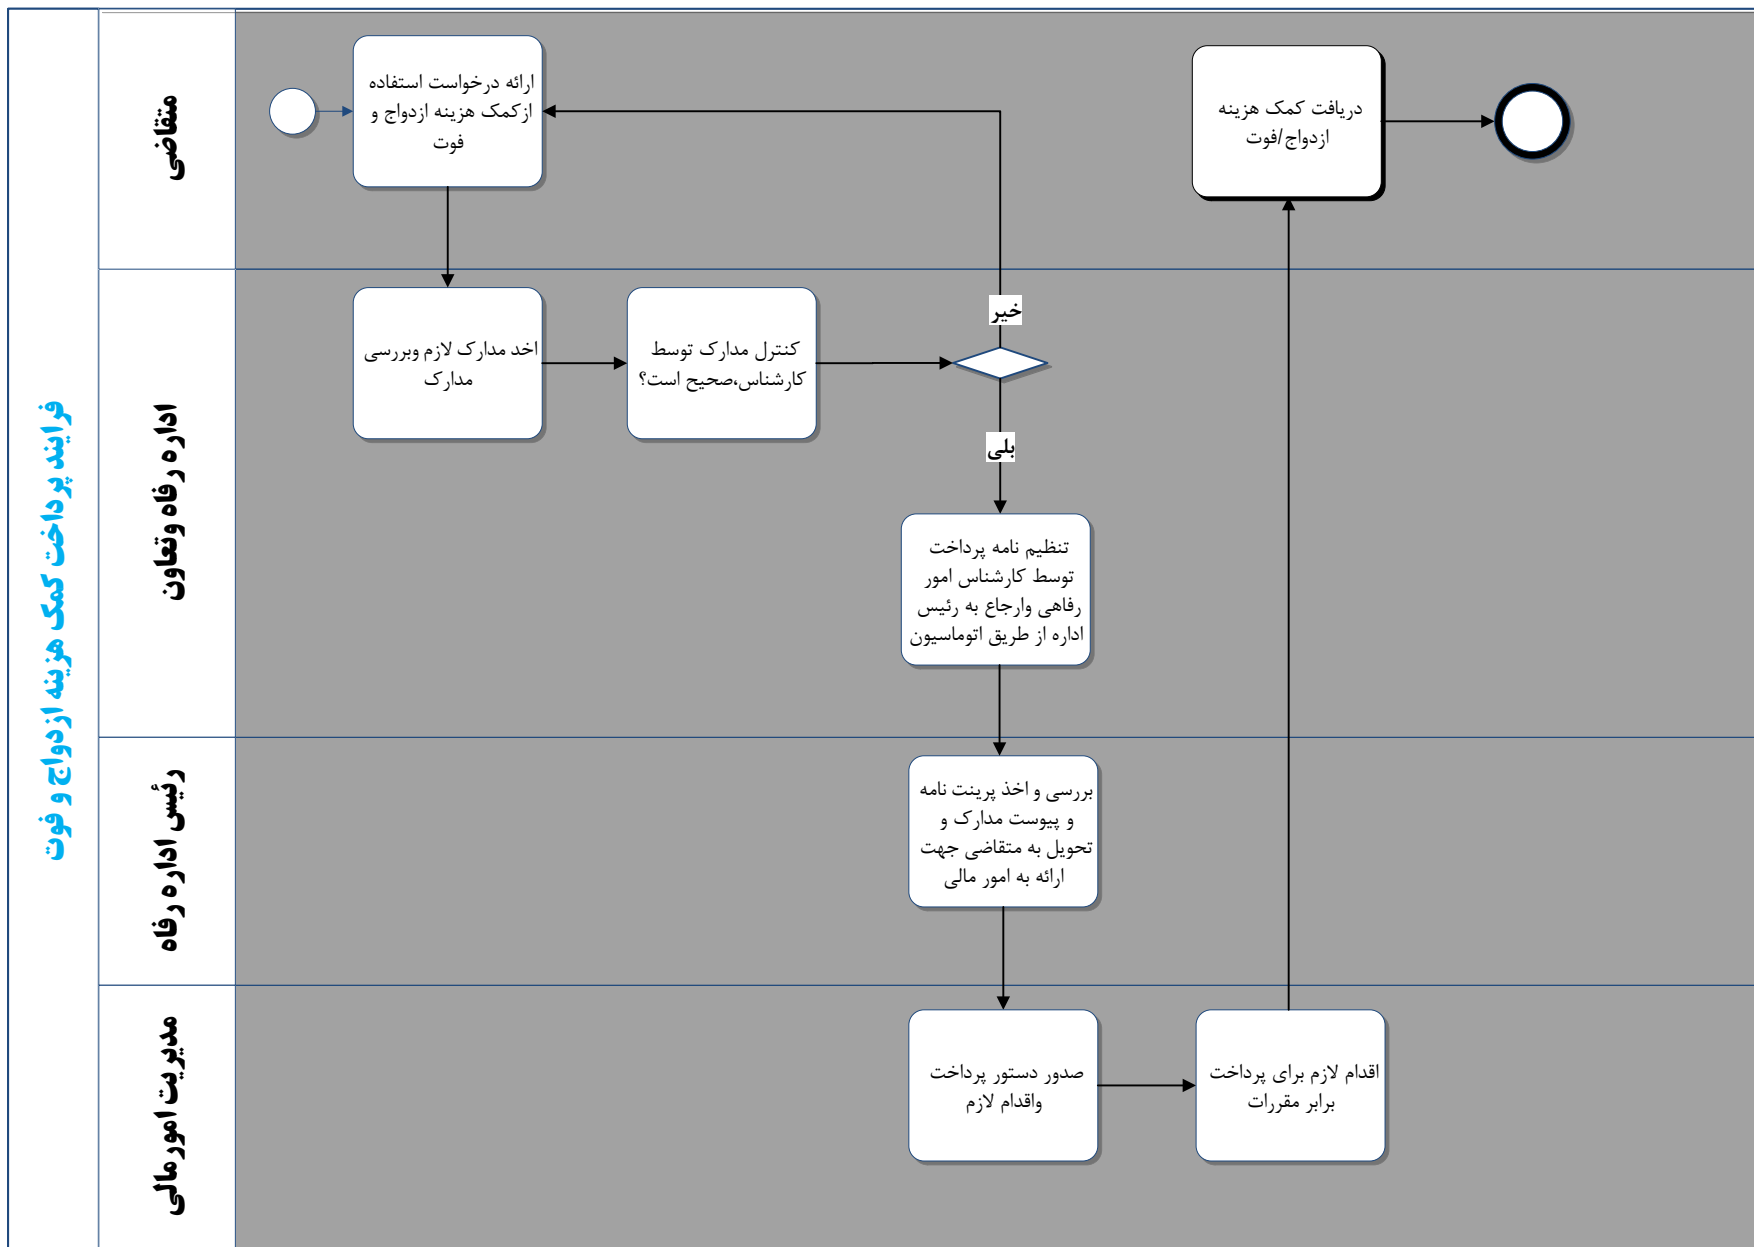 فرایند پرداخت کمک هزینه ازدواج و فوت
متقاضی
ارائه درخواست استفاده
ازکمک هزینه ازدواج و
فوت
دریافت کمک هزینه
ازدواج/فوت
اداره رفاه وتعاون
اخد مدارک لازم وبررسی
مدارک
کنترل مدارک توسط
کارشناس،صحیح است؟
خیر
بلی
تنظیم نامه پرداخت
توسط کارشناس امور
رفاهی وارجاع به رئیس
اداره از طریق اتوماسیون
رئیس اداره رفاه
بررسی و اخذ پرینت نامه
و پیوست مدارک و
تحویل به متقاضی جهت
ارائه به امور مالی
مدیریت امورمالی
صدور دستور پرداخت
واقدام لازم
اقدام لازم برای پرداخت
برابر مقررات